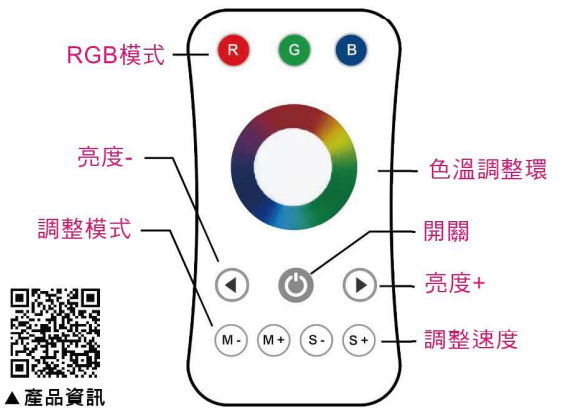 R
G
B
RGB模式
亮度-
色溫調整環
調整模式
開關
亮度+
M-
M+
S-
S+
調整速度
▲產品資訊